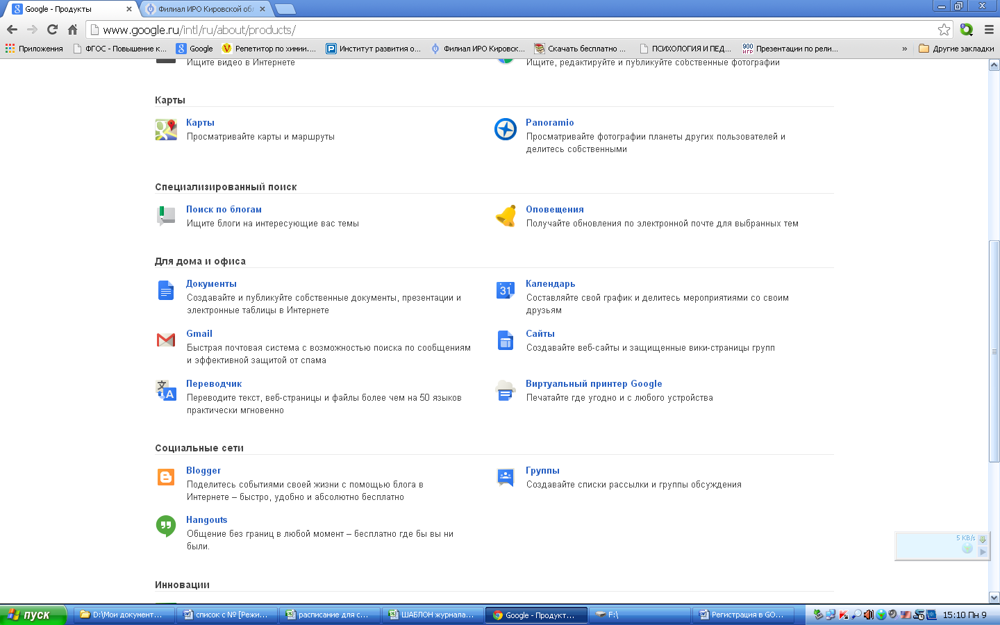 Google - Продукты
Филиал ИРО Кировской об
www.google.ru/intl/ru/about/products/
Приложения
ФГОС - Повышение к...
Google
Репетитор по химии....
Институт развития о...
Филиал ИРО Кировск...
Скачать бесплатно ...
ПСИХОЛОГИЯ И ПЕД...
900 ИГР
Презентации по рели...
»
Другие закладки
Ищите видео в Интернете
Ищите, редактируйте и публикуйте собственные фотографии
Карты
Карты
Просматривайте карты и маршруты
Panoramio
Просматривайте фотографии планеты других пользователей и
делитесь собственными
Специализированный поиск
Поиск по блогам
Ищите блоги на интересующие вас темы
Оповещения
Получайте обновления по электронной почте для выбранных тем
Для дома и офиса
Документы
Создавайте и публикуйте собственные документы, презентации и
электронные таблицы в Интернете
31
Календарь
Составляйте свой график и делитесь мероприятиями со своим
друзьям
Gmail
Быстрая почтовая система с возможностью поиска по сообщениям
и эффективной защитой от спама
Сайты
Создавайте веб-сайты и защищенные вики-страницы групп
Переводчик
Переводите текст, веб-страницы и файлы более чем на 50 языков
практически мгновенно
Виртуальный принтер Google
Печатайте где угодно и с любого устройства
Социальные сети
Blogger
Поделитесь событиями своей жизни с помощью блога в
Интернете – быстро, удобно и абсолютно бесплатно
Группы
Создавайте списки рассылки и группы обсуждения
Hangouts
Общение без границ в любой момент – бесплатно где бы вы ни
были.
5 KB/s
Инновации
пуск
D:\Мои документ...
список с № [Режи...
расписание для с...
ШАБЛОН журнала...
Google - Продукт...
F:\
Регистрация в GO...
15:10 Пн 9